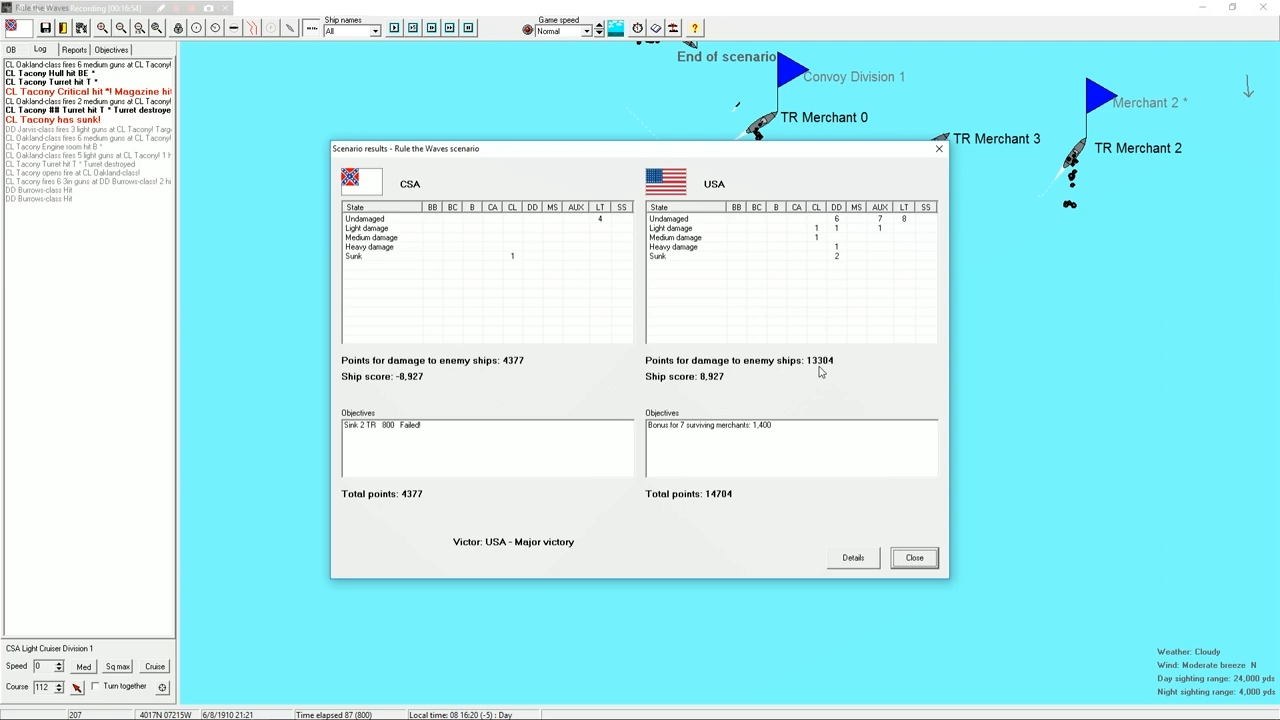 Rule the Waves
Recording [00:16:54]
Ship names
All
Game speed
Normal
OB Log Reports Objectives
CL Oakland-class fires 6 medium guns at CL Tacony!
CL Tacony Hull hit BE *
CL Tacony Turret hit T *
CL Tacony Critical hit *! Magazine hit
CL Oakland-class fires 2 medium guns at CL Tacony!
CL Tacony ## Turret hit T * Turret destroye
CL Tacony has sunk!
DD Jarvis-class fires 3 light guns at CL Tacony! Targ
CL Oakland-class fires 6 medium guns at CL Tacony!
CL Tacony Engine room hit B *
CL Oakland-class fires 5 light guns at CL Tacony! 1 h
CL Tacony Turret hit T * Turret destroyed
CL Tacony opens fire at CL Oakland-class!
CL Tacony fires 6 3in guns at DD Burrows-class! 2 hi
DD Burrows-class Hit
DD Burrows-class Hit
End of scenario
Convoy Division 1
TR Merchant 0
TR Merchant 3
Merchant 2 *
TR Merchant 2
Scenario results - Rule the Waves scenario
CSA
State BB BC B CA CL DD MS AUX LT SS
Undamaged 4
Light damage
Medium damage
Heavy damage
Sunk 1
Points for damage to enemy ships: 4377
Ship score: -8,927
Objectives
Sink 2 TR 800 Failed!
Total points: 4377
USA
State BB BC B CA CL DD MS AUX LT SS
Undamaged 6 7 8
Light damage 1 1 1
Medium damage 1
Heavy damage 1
Sunk 2
Points for damage to enemy ships: 13304
Ship score: 8,927
Objectives
Bonus for 7 surviving merchants: 1,400
Total points: 14704
Victor: USA - Major victory
Details
Close
CSA Light Cruiser Division 1
Speed 0 Med Sq max Cruise
Course 112 Turn together
Weather: Cloudy
Wind: Moderate breeze N
Day sighting range: 24,000 yds
Night sighting range: 4,000 yds
207 4017N 07215W 6/8/1910 21:21 Time elapsed 87 (800) Local time: 08 16:20 (-5) : Day